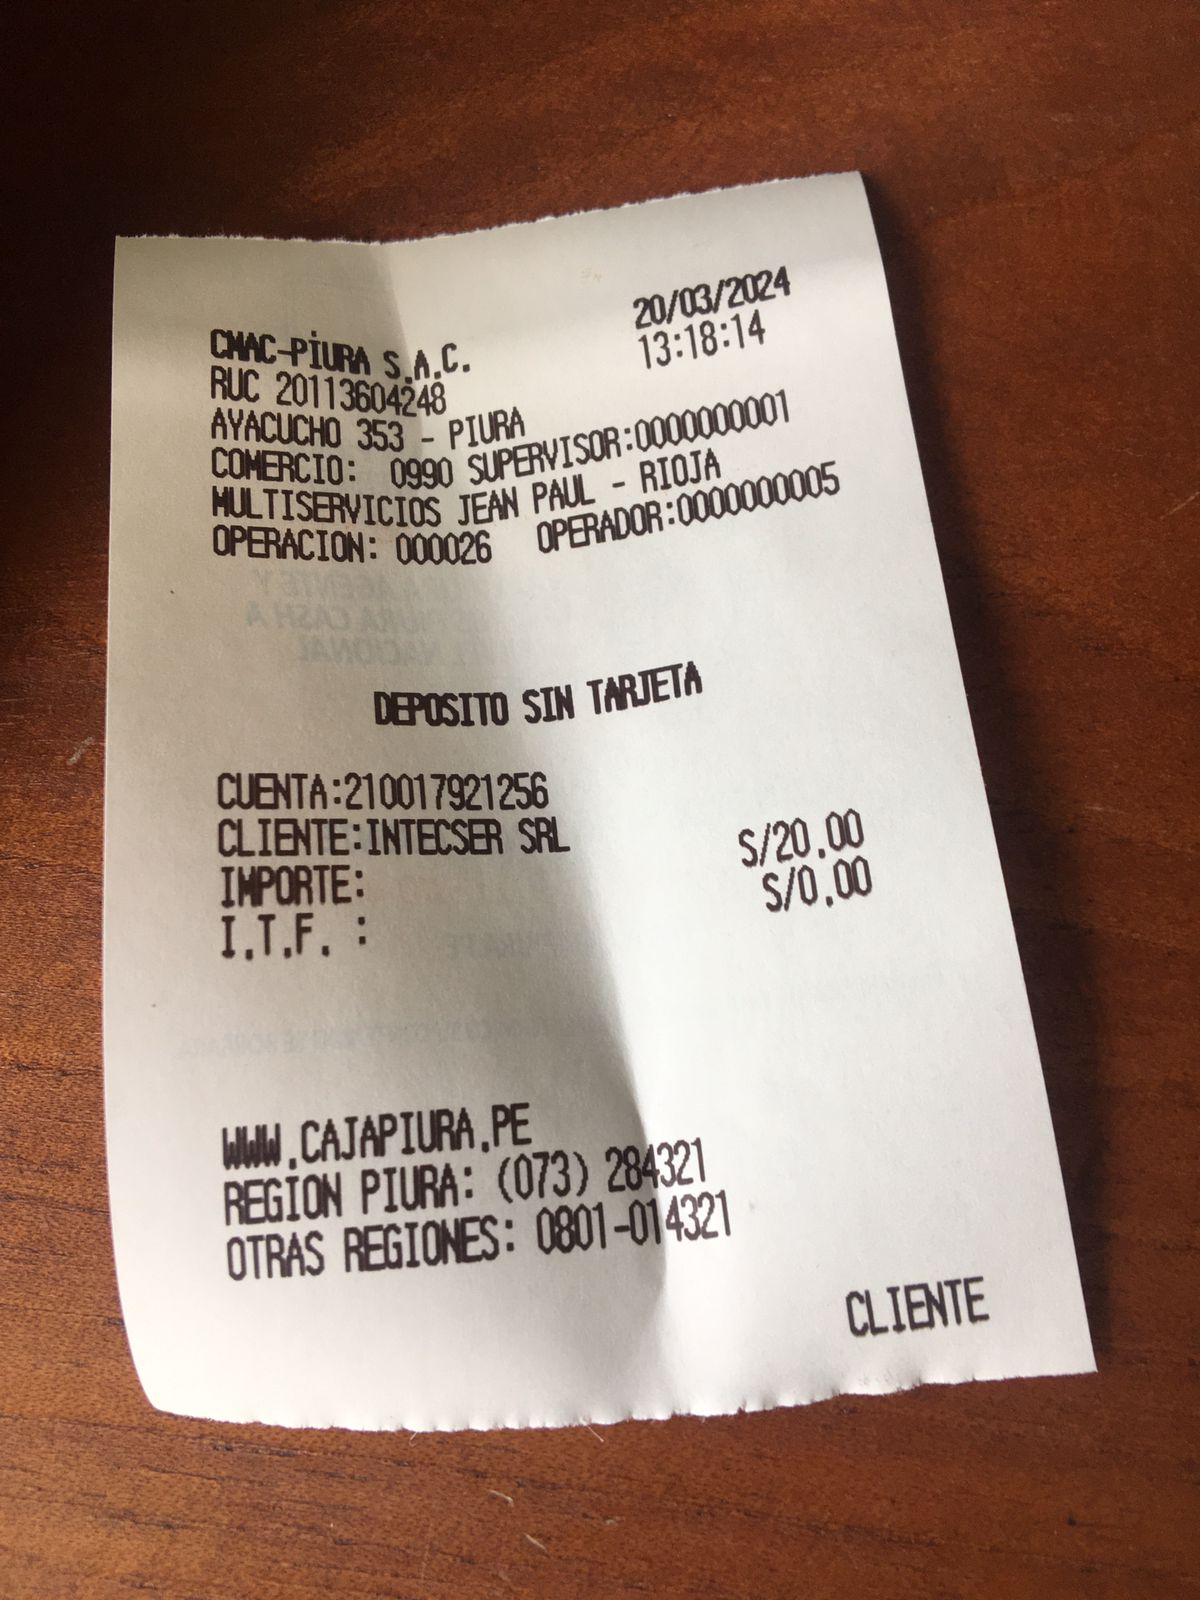 20/03/2024
CMAC-PIURA S.A.C. 13:18:14
RUC 20113604248
AYACUCHO 353 - PIURA
COMERCIO: 0990 SUPERVISOR:0000000001
MULTISERVICIOS JEAN PAUL - RIOJA
OPERACION: 000026 OPERADOR:0000000005
DEPOSITO SIN TARJETA
CUENTA:210017921256
CLIENTE:INTECSER SRL
IMPORTE: S/20.00
I.T.F. : S/0.00
WWW.CAJAPIURA.PE
REGION PIURA: (073) 284321
OTRAS REGIONES: 0801-014321
CLIENTE